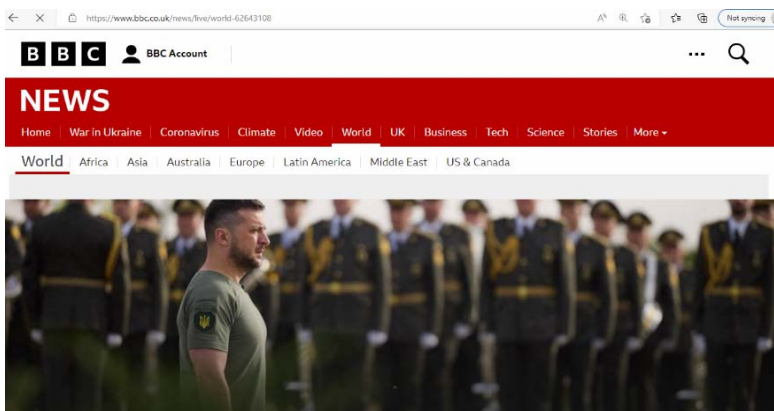 https://www.bbc.co.uk/news/live/world-62643108
Not syncing
BBC BBC Account
NEWS
Home War in Ukraine Coronavirus Climate Video World UK Business Tech Science Stories More
World Africa Asia Australia Europe Latin America Middle East US & Canada